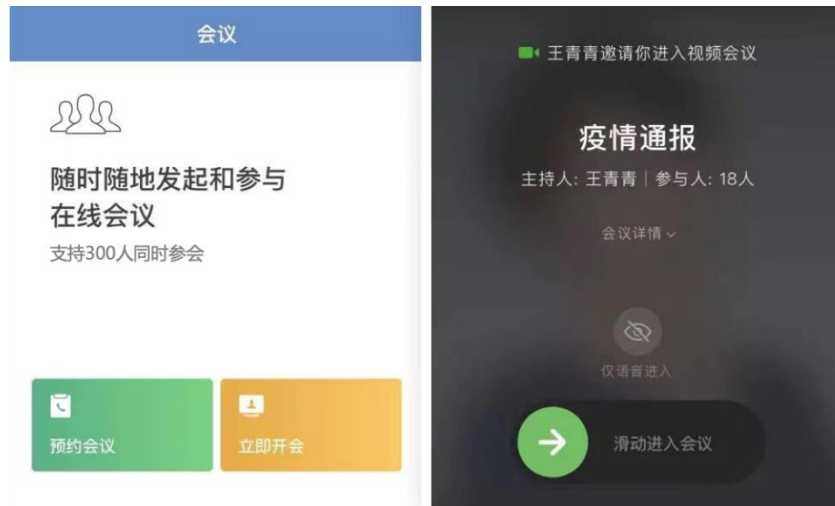 会议
随时随地发起和参与
在线会议
支持300人同时参会
预约会议
立即开会
王青青邀请你进入视频会议
疫情通报
主持人: 王青青 | 参与人: 18人
会议详情
仅语音进入
滑动进入会议